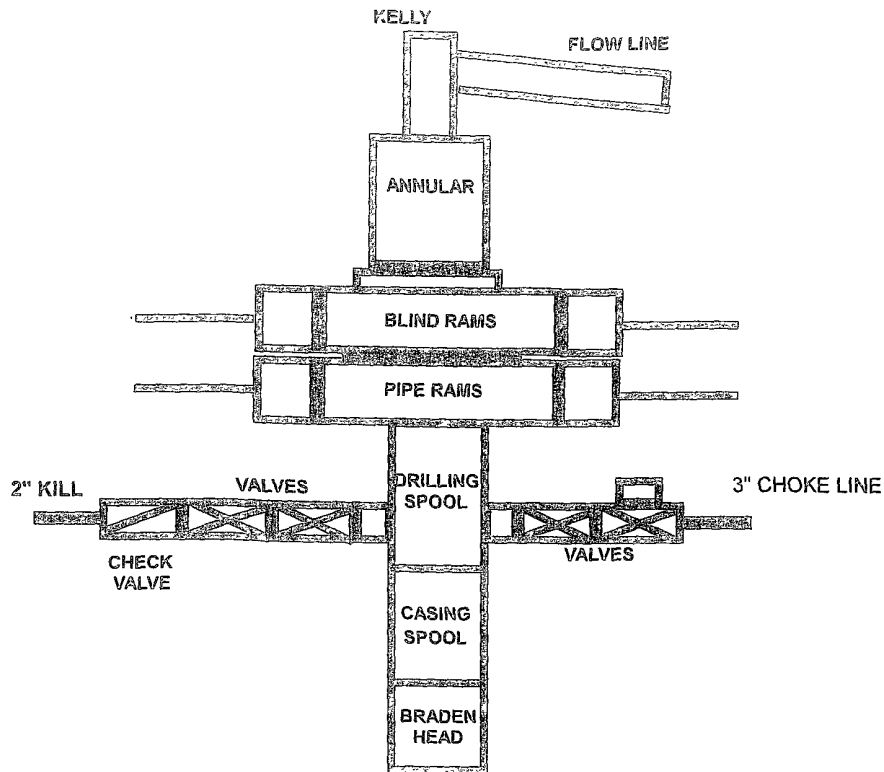 KELLY
FLOW LINE
ANNULAR
BLIND RAMS
PIPE RAMS
2" KILL
VALVES
DRILLING
SPOOL
3" CHOKE LINE
CHECK
VALVE
VALVES
CASING
SPOOL
BRADEN
HEAD